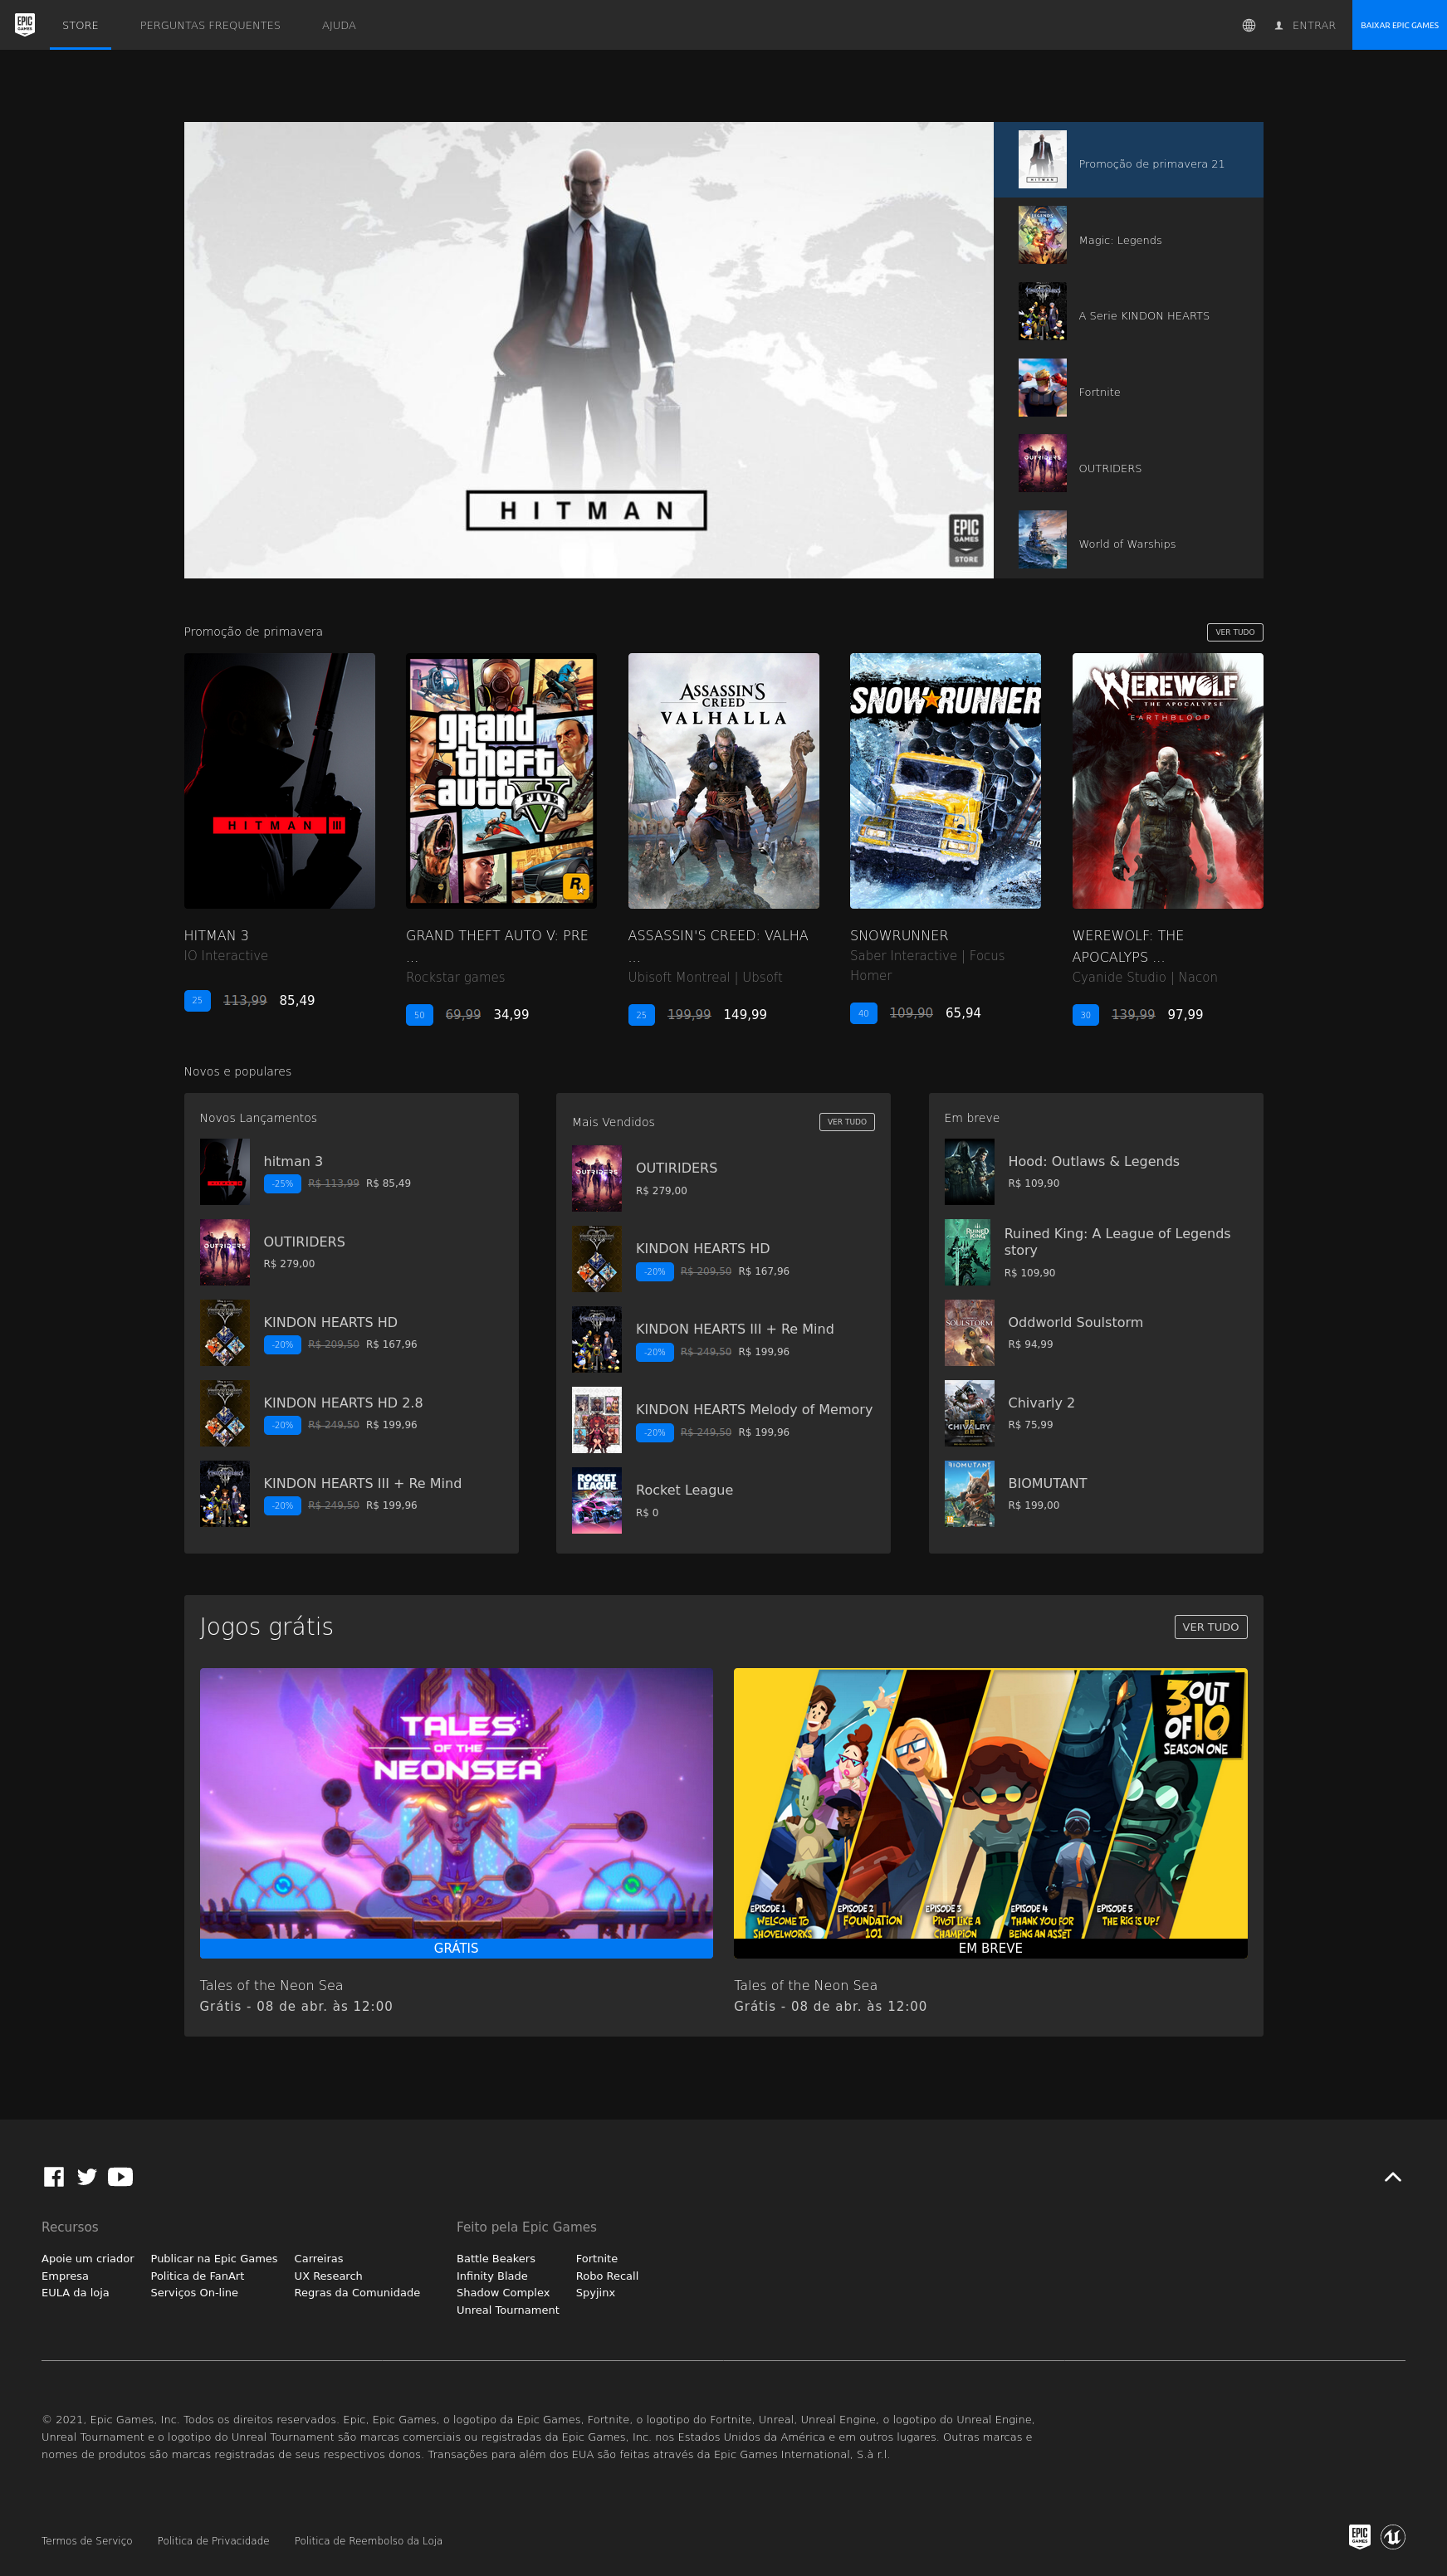 EPIC GAMES
STORE
PERGUNTAS FREQUENTES
AJUDA
ENTRAR
BAIXAR EPIC GAMES
HITMAN
EPIC
GAMES
STORE
HITMAN
Promoção de primavera 21
LEGENDS
Magic: Legends
A Serie KINDON HEARTS
Fortnite
OUTRIDERS
OUTRIDERS
World of Warships
Promoção de primavera
VER TUDO
HITMAN III
grand
theft
auto V
FIVE
R
ASSASSIN'S
CREED
VALHALLA
SNOWRUNNER
WEREWOLF
THE APOCALYPSE
EARTHBLOOD
HITMAN 3
IO Interactive
25 113,99 85,49
GRAND THEFT AUTO V: PRE
...
Rockstar games
50 69,99 34,99
ASSASSIN'S CREED: VALHA
...
Ubisoft Montreal | Ubsoft
25 199,99 149,99
SNOWRUNNER
Saber Interactive | Focus
Homer
40 109,90 65,94
WEREWOLF: THE
APOCALYPS ...
Cyanide Studio | Nacon
30 139,99 97,99
Novos e populares
Novos Lançamentos
hitman 3
-25% R$ 113,99 R$ 85,49
OUTRIDERS
OUTIRIDERS
R$ 279,00
KINDON HEARTS HD
-20% R$ 209,50 R$ 167,96
KINDON HEARTS HD 2.8
-20% R$ 249,50 R$ 199,96
KINDON HEARTS III + Re Mind
-20% R$ 249,50 R$ 199,96
Mais Vendidos
VER TUDO
OUTRIDERS
OUTIRIDERS
R$ 279,00
KINDON HEARTS HD
-20% R$ 209,50 R$ 167,96
KINDON HEARTS III + Re Mind
-20% R$ 249,50 R$ 199,96
KINDON HEARTS Melody of Memory
-20% R$ 249,50 R$ 199,96
ROCKET
LEAGUE
Rocket League
R$ 0
Em breve
Hood: Outlaws & Legends
R$ 109,90
RUINED
KING
Ruined King: A League of Legends
story
R$ 109,90
SOULSTORM
Oddworld Soulstorm
R$ 94,99
CHIVALRY
II
Chivarly 2
R$ 75,99
BIOMUTANT
BIOMUTANT
R$ 199,00
Jogos grátis
VER TUDO
TALES
OF THE
NEONSEA
GRÁTIS
Tales of the Neon Sea
Grátis - 08 de abr. às 12:00
3 OUT
OF 10
SEASON ONE
EPISODE 1
WELCOME TO
SHOVELWORKS
EPISODE 2
FOUNDATION
101
EPISODE 3
PIVOT LIKE A
CHAMPION
EPISODE 4
THANK YOU FOR
BEING AN ASSET
EPISODE 5
THE RIG IS UP!
EM BREVE
Tales of the Neon Sea
Grátis - 08 de abr. às 12:00
Recursos
Apoie um criador
Empresa
EULA da loja
Publicar na Epic Games
Politica de FanArt
Serviços On-line
Carreiras
UX Research
Regras da Comunidade
Feito pela Epic Games
Battle Beakers
Infinity Blade
Shadow Complex
Unreal Tournament
Fortnite
Robo Recall
Spyjinx
© 2021, Epic Games, Inc. Todos os direitos reservados. Epic, Epic Games, o logotipo da Epic Games, Fortnite, o logotipo do Fortnite, Unreal, Unreal Engine, o logotipo do Unreal Engine,
Unreal Tournament e o logotipo do Unreal Tournament são marcas comerciais ou registradas da Epic Games, Inc. nos Estados Unidos da América e em outros lugares. Outras marcas e
nomes de produtos são marcas registradas de seus respectivos donos. Transações para além dos EUA são feitas através da Epic Games International, S.à r.l.
Termos de Serviço
Politica de Privacidade
Politica de Reembolso da Loja
EPIC
GAMES